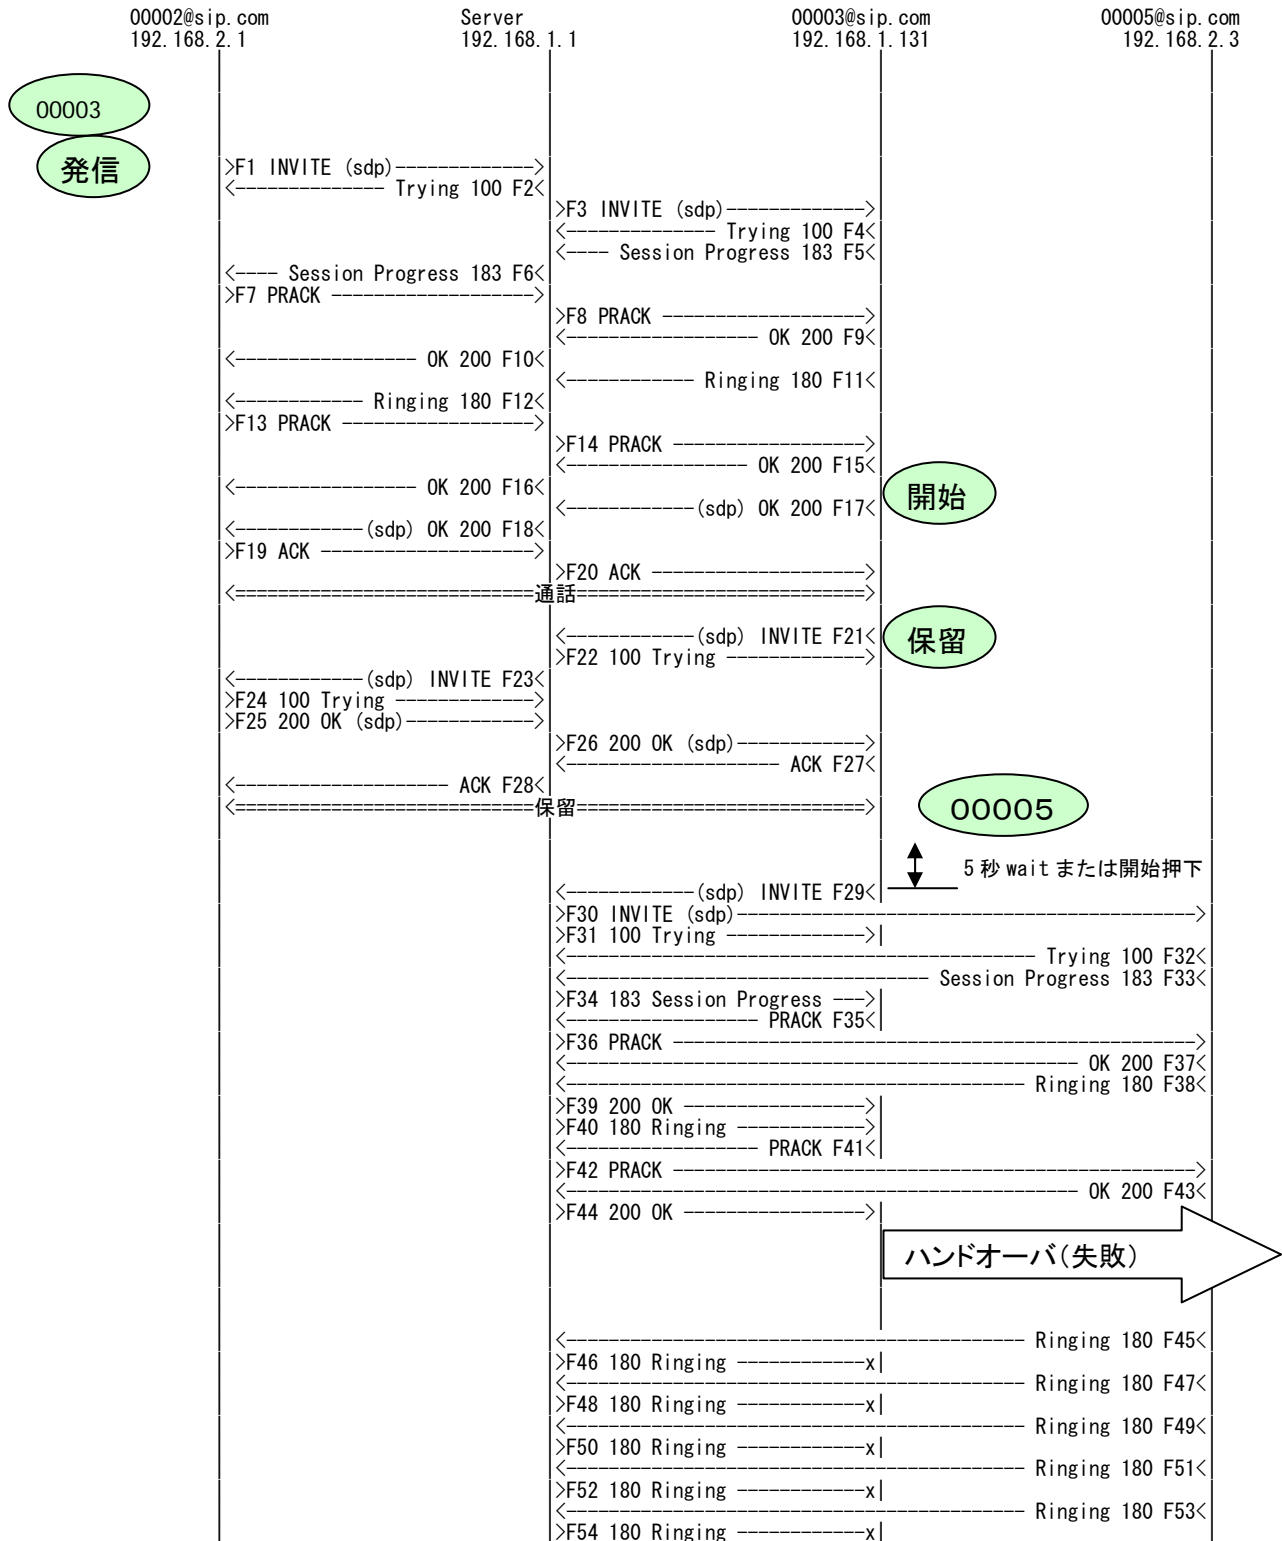 00002@sip.com Server 00003@sip.com 00005@sip.com
192.168.2.1 192.168.1.1 192.168.1.131 192.168.2.3
00003
発信
>F1 INVITE (sdp)------------->
<-------------- Trying 100 F2<
>F3 INVITE (sdp)------------->
<-------------- Trying 100 F4<
<---- Session Progress 183 F5<
<---- Session Progress 183 F6<
>F7 PRACK ------------------->
>F8 PRACK ------------------->
<------------------ OK 200 F9<
<----------------- OK 200 F10<
<------------ Ringing 180 F11<
<------------ Ringing 180 F12<
>F13 PRACK ------------------>
>F14 PRACK ------------------>
<----------------- OK 200 F15<
<----------------- OK 200 F16<
開始
<------------(sdp) OK 200 F17<
<------------(sdp) OK 200 F18<
>F19 ACK -------------------->
>F20 ACK -------------------->
<============================通話===========================>
<------------(sdp) INVITE F21<
保留
>F22 100 Trying ------------->
<------------(sdp) INVITE F23<
>F24 100 Trying ------------->
>F25 200 OK (sdp)------------>
>F26 200 OK (sdp)------------>
<-------------------- ACK F27<
<-------------------- ACK F28<
<============================保留===========================>
00005
5 秒 wait または開始押下
<------------(sdp) INVITE F29<
>F30 INVITE (sdp)------------------------------------------->
>F31 100 Trying ------------->|
<-------------------------------------------- Trying 100 F32<
<---------------------------------- Session Progress 183 F33<
>F34 183 Session Progress --->|
<------------------ PRACK F35<|
>F36 PRACK ------------------------------------------------->
<------------------------------------------------ OK 200 F37<
<------------------------------------------- Ringing 180 F38<
>F39 200 OK ----------------->|
>F40 180 Ringing ------------>|
<------------------ PRACK F41<|
>F42 PRACK ------------------------------------------------->
<------------------------------------------------ OK 200 F43<
>F44 200 OK ----------------->|
ハンドオーバ(失敗)
<------------------------------------------- Ringing 180 F45<
>F46 180 Ringing ------------x|
<------------------------------------------- Ringing 180 F47<
>F48 180 Ringing ------------x|
<------------------------------------------- Ringing 180 F49<
>F50 180 Ringing ------------x|
<------------------------------------------- Ringing 180 F51<
>F52 180 Ringing ------------x|
<------------------------------------------- Ringing 180 F53<
>F54 180 Ringing ------------x|